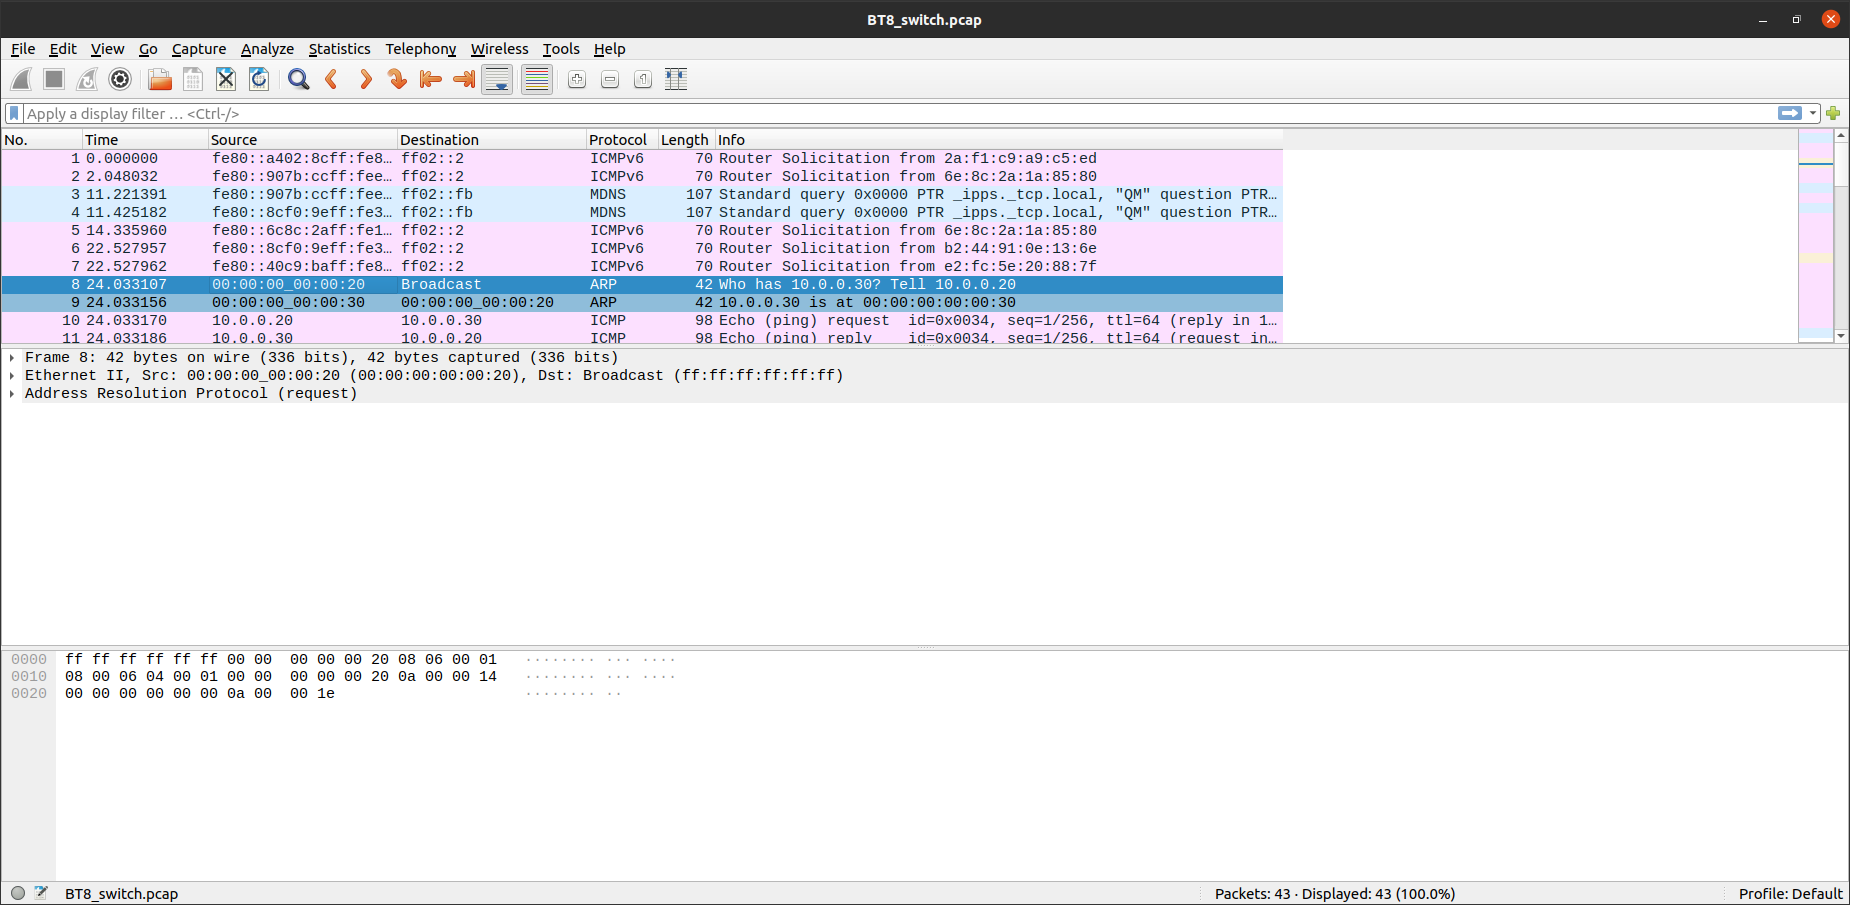 BT8_switch.pcap
File Edit View Go Capture Analyze Statistics Telephony Wireless Tools Help
Apply a display filter … <Ctrl-/>
No. Time Source Destination Protocol Length Info
1 0.000000 fe80::a402:8cff:fe8… ff02::2 ICMPv6 70 Router Solicitation from 2a:f1:c9:a9:c5:ed
2 2.048032 fe80::907b:ccff:fee… ff02::2 ICMPv6 70 Router Solicitation from 6e:8c:2a:1a:85:80
3 11.221391 fe80::907b:ccff:fee… ff02::fb MDNS 107 Standard query 0x0000 PTR _ipps._tcp.local, "QM" question PTR…
4 11.425182 fe80::8cf0:9eff:fe3… ff02::fb MDNS 107 Standard query 0x0000 PTR _ipps._tcp.local, "QM" question PTR…
5 14.335960 fe80::6c8c:2aff:fe1… ff02::2 ICMPv6 70 Router Solicitation from 6e:8c:2a:1a:85:80
6 22.527957 fe80::8cf0:9eff:fe3… ff02::2 ICMPv6 70 Router Solicitation from b2:44:91:0e:13:6e
7 22.527962 fe80::40c9:baff:fe8… ff02::2 ICMPv6 70 Router Solicitation from e2:fc:5e:20:88:7f
8 24.033107 00:00:00_00:00:20 Broadcast ARP 42 Who has 10.0.0.30? Tell 10.0.0.20
9 24.033156 00:00:00_00:00:30 00:00:00_00:00:20 ARP 42 10.0.0.30 is at 00:00:00:00:00:30
10 24.033170 10.0.0.20 10.0.0.30 ICMP 98 Echo (ping) request id=0x0034, seq=1/256, ttl=64 (reply in 1…
11 24.033186 10.0.0.30 10.0.0.20 ICMP 98 Echo (ping) reply id=0x0034, seq=1/256, ttl=64 (request in…
Frame 8: 42 bytes on wire (336 bits), 42 bytes captured (336 bits)
Ethernet II, Src: 00:00:00_00:00:20 (00:00:00:00:00:20), Dst: Broadcast (ff:ff:ff:ff:ff:ff)
Address Resolution Protocol (request)
0000 ff ff ff ff ff ff 00 00 00 00 00 20 08 06 00 01 ········ ··· ····
0010 08 00 06 04 00 01 00 00 00 00 00 20 0a 00 00 14 ········ ··· ····
0020 00 00 00 00 00 00 0a 00 00 1e ········ ··
BT8_switch.pcap Packets: 43 · Displayed: 43 (100.0%) Profile: Default